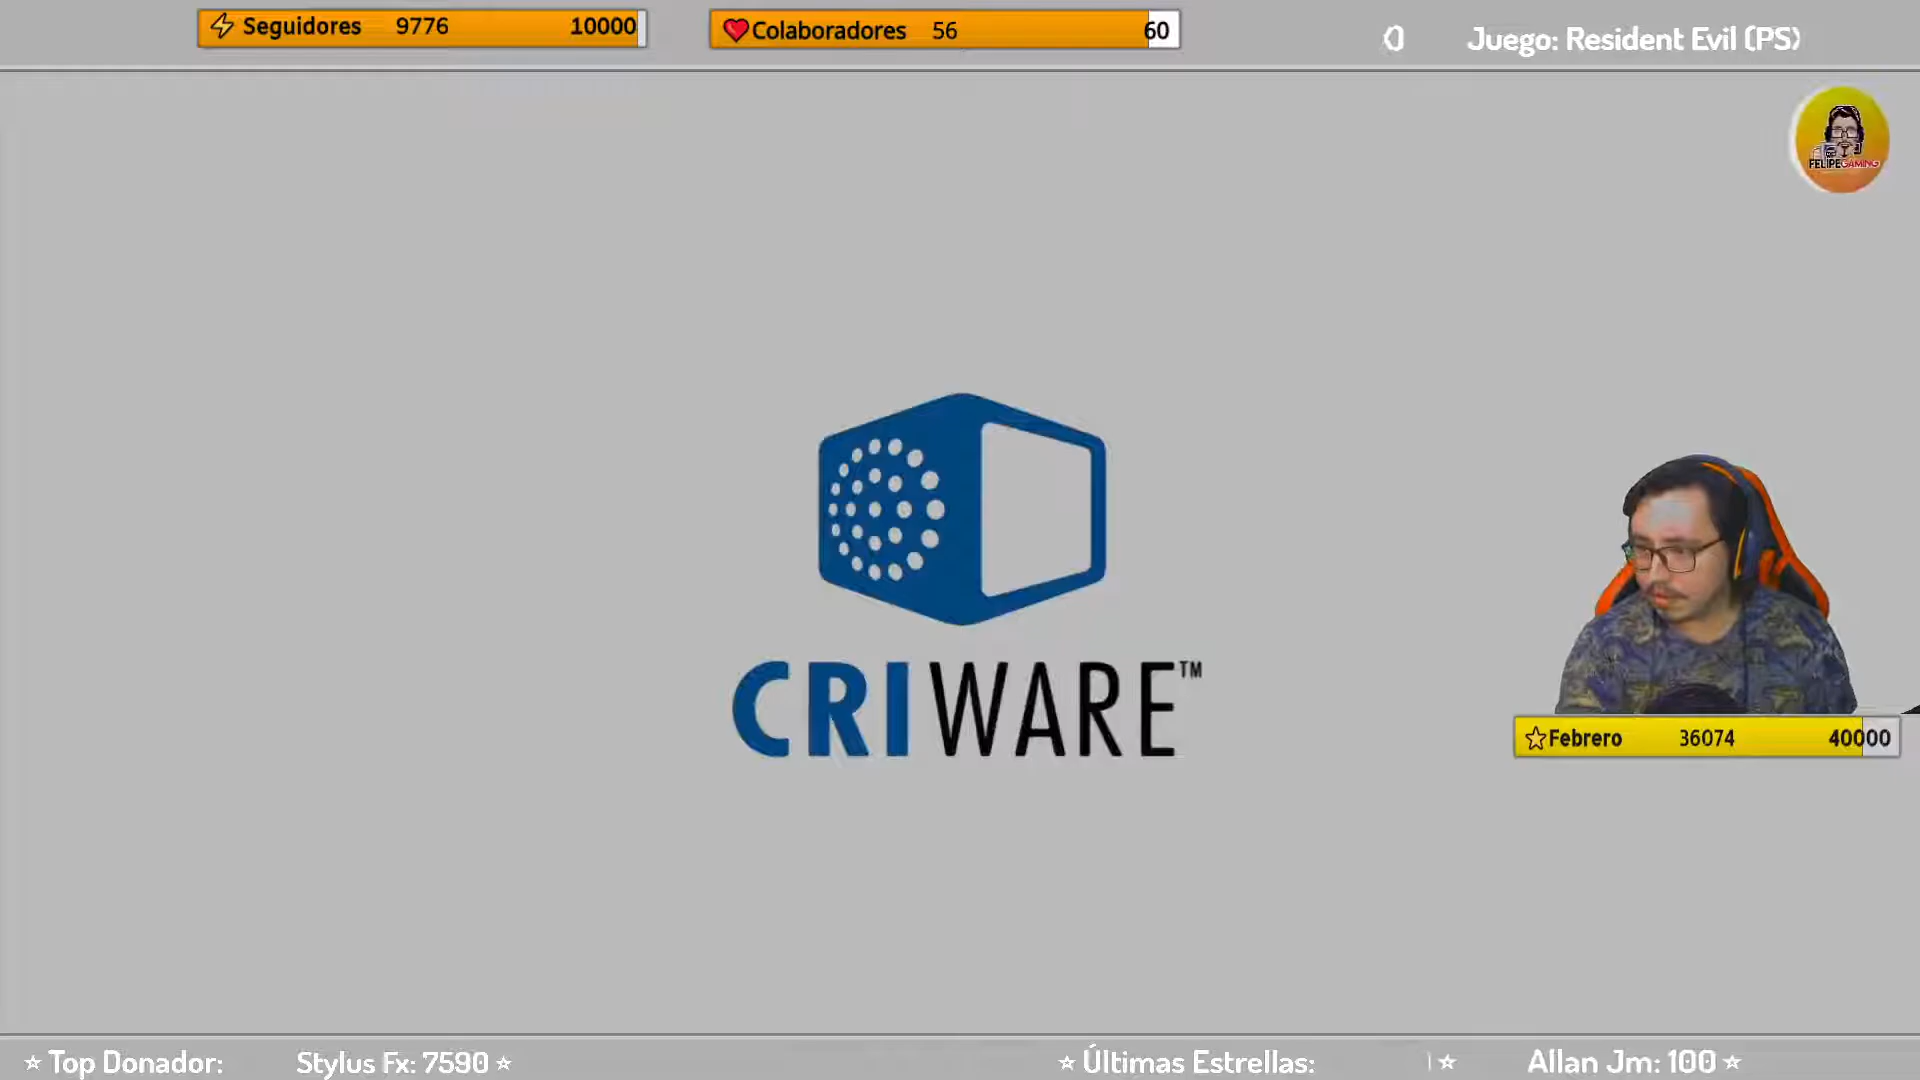 Seguidores 9776 10000
Colaboradores 56 60
Juego: Resident Evil (PS)
FELIPEGAMING
CRIWARE™
Febrero 36074 40000
Top Donador: Stylus Fx: 7590
Últimas Estrellas: Allan Jm: 100